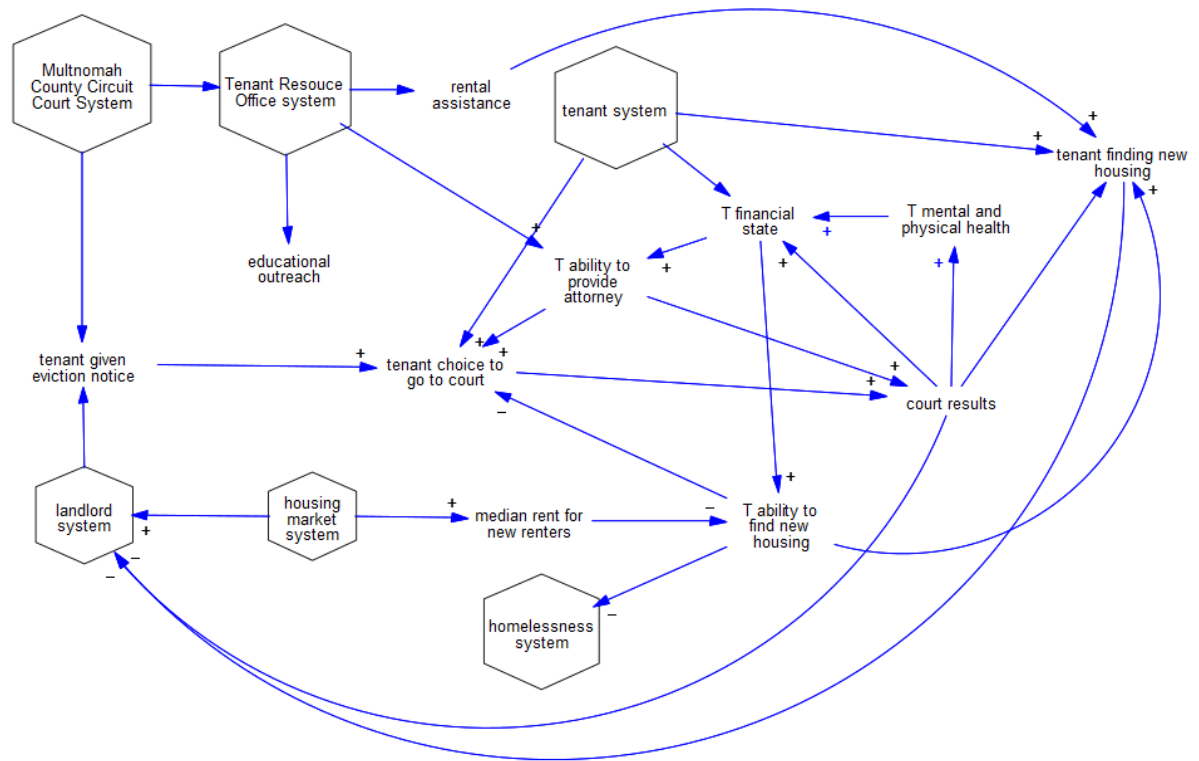 Multnomah
County Circuit
Court System
Tenant Resouce
Office system
rental
assistance
tenant system
+
+
tenant finding new
housing
+
T financial
state
T mental and
physical health
+
+
educational
outreach
T ability to
provide
attorney
+
+
+
tenant given
eviction notice
+
tenant choice to
go to court
+
+
+
+
court results
–
landlord
system
+
–
–
housing
market
system
+
median rent for
new renters
–
+
T ability to
find new
housing
homelessness
system
–